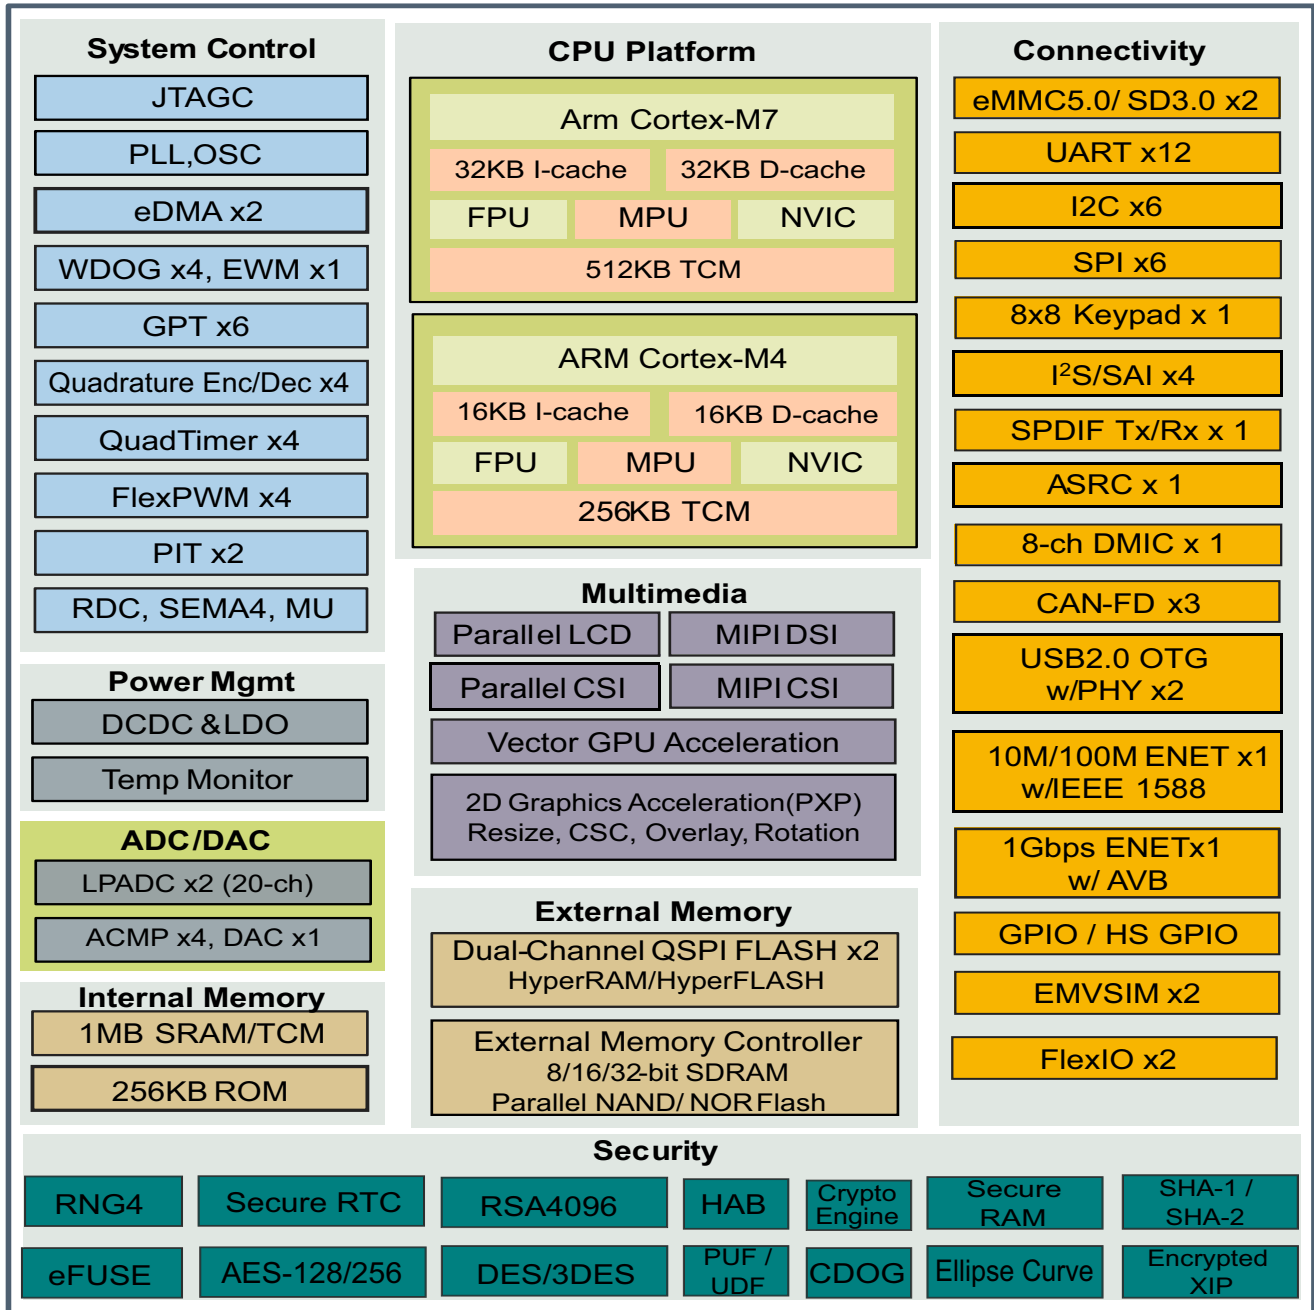 System Control
JTAGC
PLL,OSC
eDMA x2
WDOG x4, EWM x1
GPT x6
Quadrature Enc/Dec x4
QuadTimer x4
FlexPWM x4
PIT x2
RDC, SEMA4, MU
Power Mgmt
DCDC &LDO
Temp Monitor
ADC/DAC
LPADC x2 (20-ch)
ACMP x4, DAC x1
Internal Memory
1MB SRAM/TCM
256KB ROM
CPU Platform
Arm Cortex-M7
32KB I-cache
32KB D-cache
FPU
MPU
NVIC
512KB TCM
ARM Cortex-M4
16KB I-cache
16KB D-cache
FPU
MPU
NVIC
256KB TCM
Multimedia
Parallel LCD
MIPI DSI
Parallel CSI
MIPI CSI
Vector GPU Acceleration
2D Graphics Acceleration(PXP)
Resize, CSC, Overlay, Rotation
External Memory
Dual-Channel QSPI FLASH x2
HyperRAM/HyperFLASH
External Memory Controller
8/16/32-bit SDRAM
Parallel NAND/ NOR Flash
Connectivity
eMMC5.0/ SD3.0 x2
UART x12
I2C x6
SPI x6
8x8 Keypad x 1
I²S/SAI x4
SPDIF Tx/Rx x 1
ASRC x 1
8-ch DMIC x 1
CAN-FD x3
USB2.0 OTG
w/PHY x2
10M/100M ENET x1
w/IEEE 1588
1Gbps ENETx1
w/ AVB
GPIO / HS GPIO
EMVSIM x2
FlexIO x2
Security
RNG4
Secure RTC
RSA4096
HAB
Crypto
Engine
Secure
RAM
SHA-1 /
SHA-2
eFUSE
AES-128/256
DES/3DES
PUF /
UDF
CDOG
Ellipse Curve
Encrypted
XIP